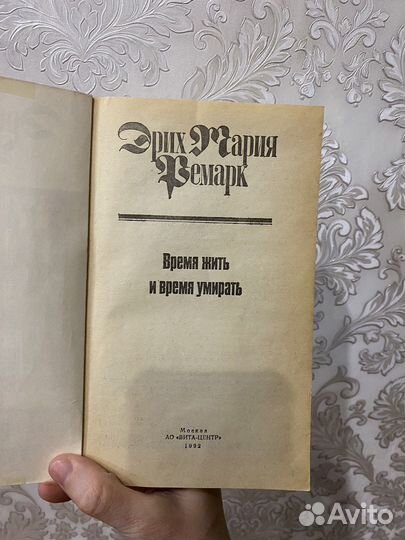 Эрих Мария
Ремарк
Время жить
и время умирать
Москва
АО «ВИТА-ЦЕНТР»
1992
Avito